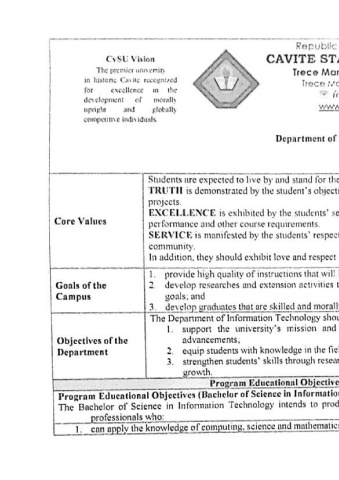 CvSU Vision
The premier university
in historic Cavite recognized
for excellence in the
development of morally
upright and globally
competitive individuals.
Republic
CAVITE STA
Trece Mar
Trece Ma
www
Department of
Students are expected to live by and stand for the
TRUTH is demonstrated by the student's objecti
projects.
EXCELLENCE is exhibited by the students' se
Core Values
performance and other course requirements.
SERVICE is manifested by the students' respec
community.
In addition, they should exhibit love and respect
Goals of the
Campus
1. provide high quality of instructions that will
2. develop researches and extension activities t
goals; and
3. develop graduates that are skilled and morall
Objectives of the
Department
The Department of Information Technology shou
1. support the university's mission and
advancements;
2. equip students with knowledge in the fiel
3. strengthen students' skills through resear
growth.
Program Educational Objective
Program Educational Objectives (Bachelor of Science in Informatio
The Bachelor of Science in Information Technology intends to prod
professionals who:
1. can apply the knowledge of computing, science and mathematic